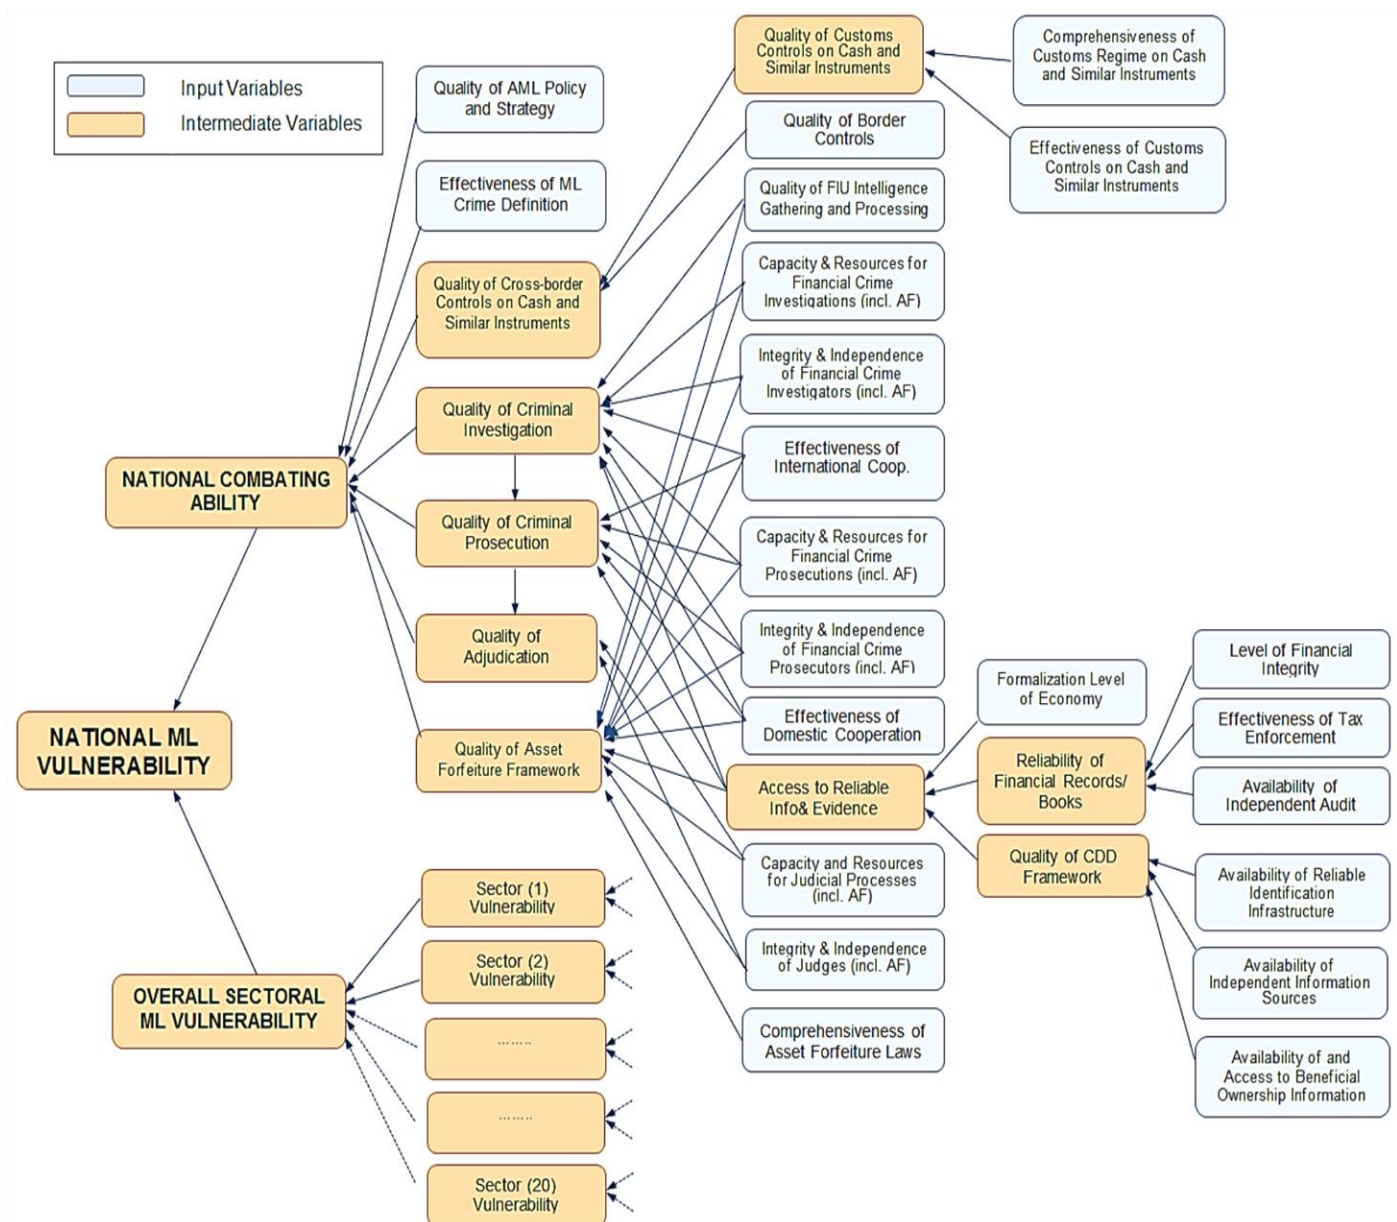 Input Variables
Intermediate Variables
Quality of AML Policy
and Strategy
Effectiveness of ML
Crime Definition
Quality of Cross-border
Controls on Cash and
Similar Instruments
Quality of Criminal
Investigation
Quality of Criminal
Prosecution
Quality of
Adjudication
Quality of Asset
Forfeiture Framework
NATIONAL COMBATING
ABILITY
NATIONAL ML
VULNERABILITY
OVERALL SECTORAL
ML VULNERABILITY
Sector (1)
Vulnerability
Sector (2)
Vulnerability
........
........
Sector (20)
Vulnerability
Quality of Customs
Controls on Cash and
Similar Instruments
Quality of Border
Controls
Quality of FIU Intelligence
Gathering and Processing
Capacity & Resources for
Financial Crime
Investigations (incl. AF)
Integrity & Independence
of Financial Crime
Investigators (incl. AF)
Effectiveness of
International Coop.
Capacity & Resources for
Financial Crime
Prosecutions (incl. AF)
Integrity & Independence
of Financial Crime
Prosecutors (incl. AF)
Effectiveness of
Domestic Cooperation
Access to Reliable
Info& Evidence
Capacity and Resources
for Judicial Processes
(incl. AF)
Integrity & Independence
of Judges (incl. AF)
Comprehensiveness of
Asset Forfeiture Laws
Comprehensiveness of
Customs Regime on Cash
and Similar Instruments
Effectiveness of Customs
Controls on Cash and
Similar Instruments
Formalization Level
of Economy
Reliability of
Financial Records/
Books
Quality of CDD
Framework
Level of Financial
Integrity
Effectiveness of Tax
Enforcement
Availability of
Independent Audit
Availability of Reliable
Identification
Infrastructure
Availability of
Independent Information
Sources
Availability of and
Access to Beneficial
Ownership Information